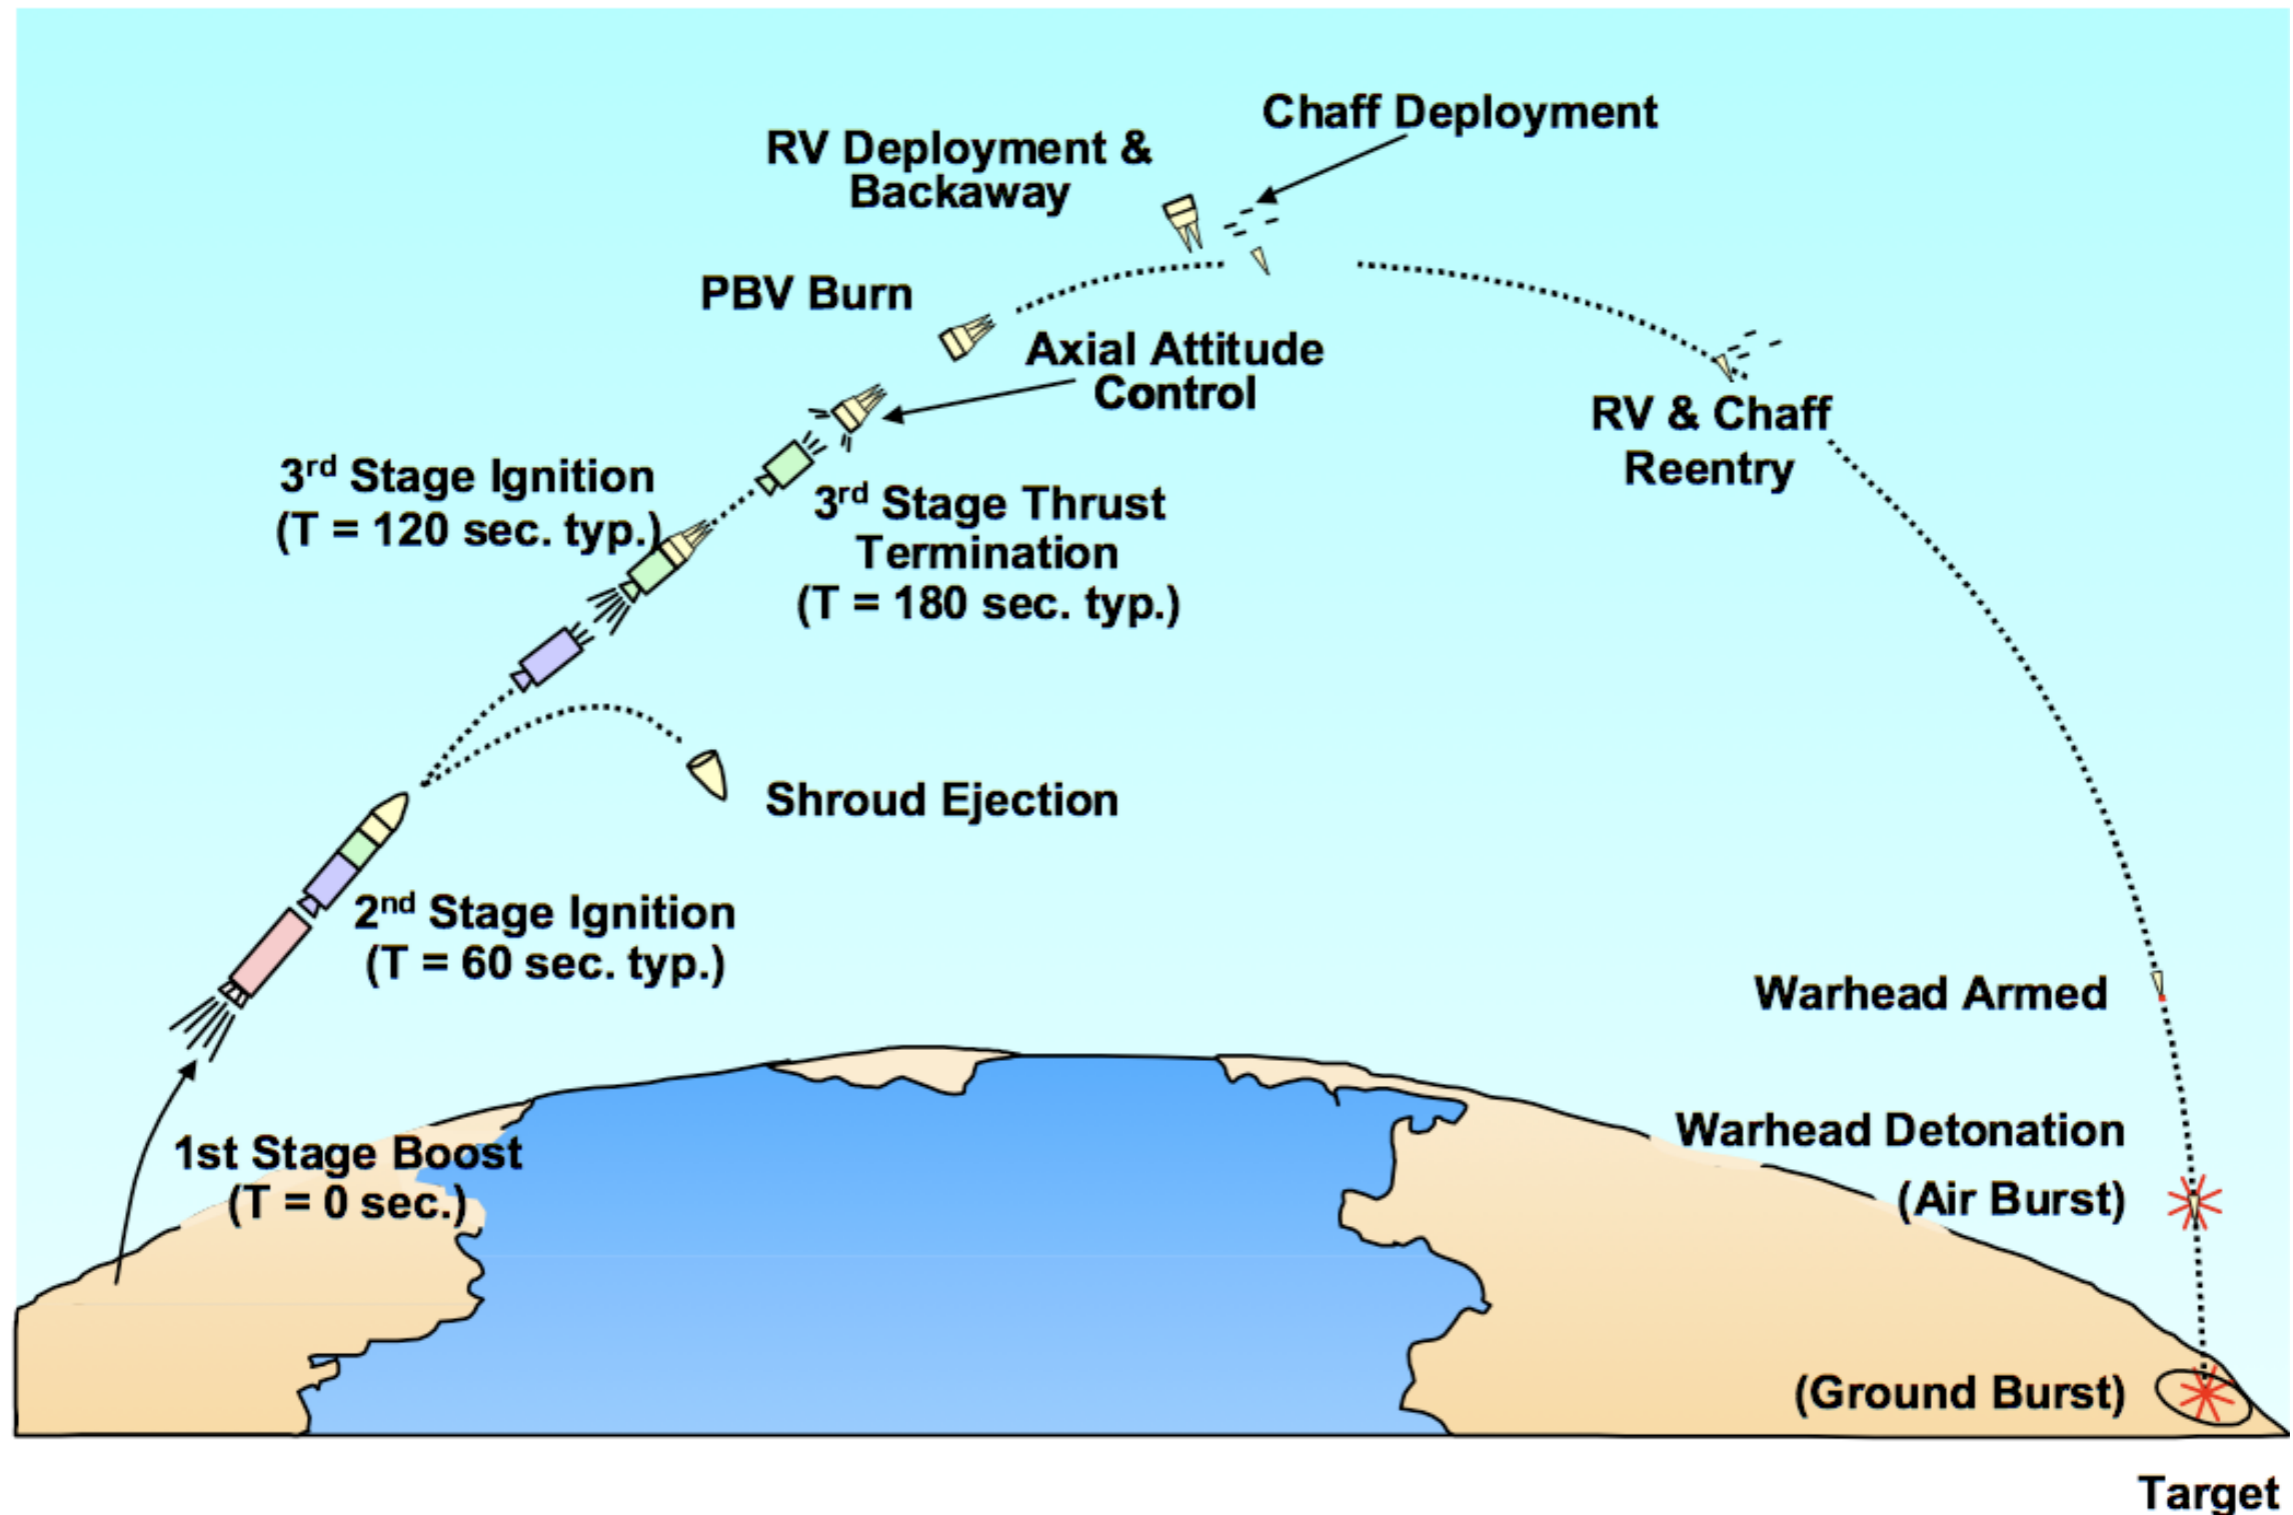 Chaff Deployment
RV Deployment &
Backaway
PBV Burn
Axial Attitude
Control
RV & Chaff
Reentry
3rd Stage Ignition
(T = 120 sec. typ.)
3rd Stage Thrust
Termination
(T = 180 sec. typ.)
Shroud Ejection
2nd Stage Ignition
(T = 60 sec. typ.)
Warhead Armed
1st Stage Boost
(T = 0 sec.)
Warhead Detonation
(Air Burst)
(Ground Burst)
Target